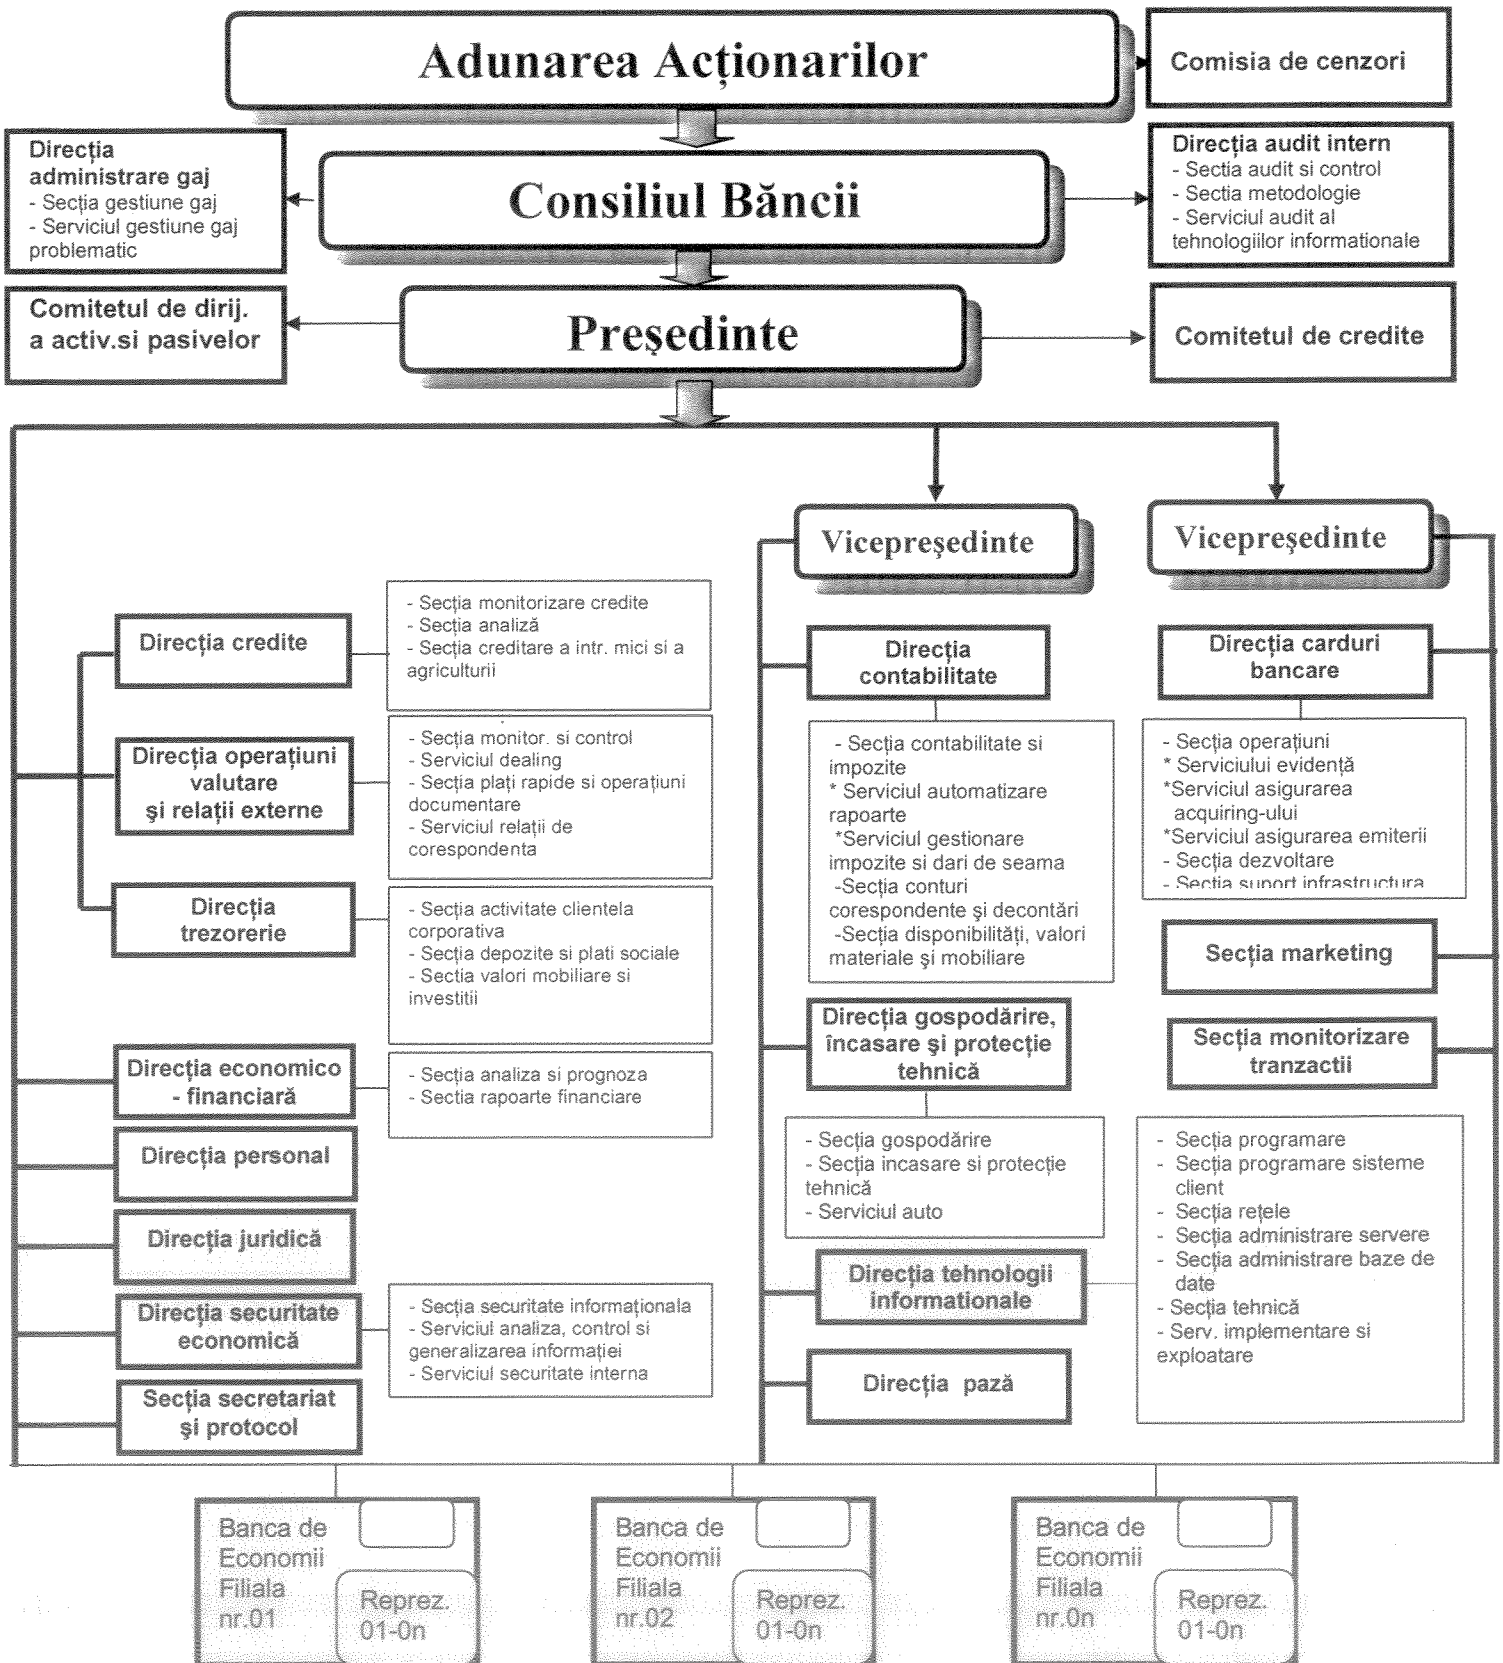 Adunarea Acționarilor
Comisia de cenzori
Direcția
administrare gaj
- Secția gestiune gaj
- Serviciul gestiune gaj
problematic
Consiliul Băncii
Direcția audit intern
- Sectia audit si control
- Sectia metodologie
- Serviciul audit al
tehnologiilor informationale
Comitetul de dirij.
a activ.si pasivelor
Președinte
Comitetul de credite
Vicepreşedinte
Vicepreşedinte
Direcția credite
- Secția monitorizare credite
- Secția analiză
- Secția creditare a intr. mici si a
agriculturii
Direcția operațiuni
valutare
şi relații externe
- Secția monitor. si control
- Serviciul dealing
- Secția plați rapide si operațiuni
documentare
- Serviciul relații de
corespondenta
Direcția
trezorerie
- Secția activitate clientela
corporativa
- Secția depozite si plati sociale
- Sectia valori mobiliare si
investitii
Direcția economico
- financiară
- Secția analiza si prognoza
- Sectia rapoarte financiare
Direcția personal
Direcția juridică
Direcția securitate
economică
- Secția securitate informaționala
- Serviciul analiza, control si
generalizarea informației
- Serviciul securitate interna
Secția secretariat
şi protocol
Direcția
contabilitate
- Secția contabilitate si
impozite
* Serviciul automatizare
rapoarte
*Serviciul gestionare
impozite si dari de seama
-Secția conturi
corespondente şi decontări
-Secția disponibilități, valori
materiale şi mobiliare
Direcția gospodărire,
încasare şi protecție
tehnică
- Secția gospodărire
- Secția incasare si protecție
tehnică
- Serviciul auto
Direcția tehnologii
informationale
Direcția pază
Direcția carduri
bancare
- Secția operațiuni
* Serviciului evidență
*Serviciul asigurarea
acquiring-ului
*Serviciul asigurarea emiterii
- Secția dezvoltare
- Sectia suport infrastructura
Secția marketing
Secția monitorizare
tranzactii
- Secția programare
- Secția programare sisteme
client
- Secția rețele
- Secția administrare servere
- Secția administrare baze de
date
- Secția tehnică
- Serv. implementare si
exploatare
Banca de
Economii
Filiala
nr.01
Reprez.
01-0n
Banca de
Economii
Filiala
nr.02
Reprez.
01-0n
Banca de
Economii
Filiala
nr.0n
Reprez.
01-0n